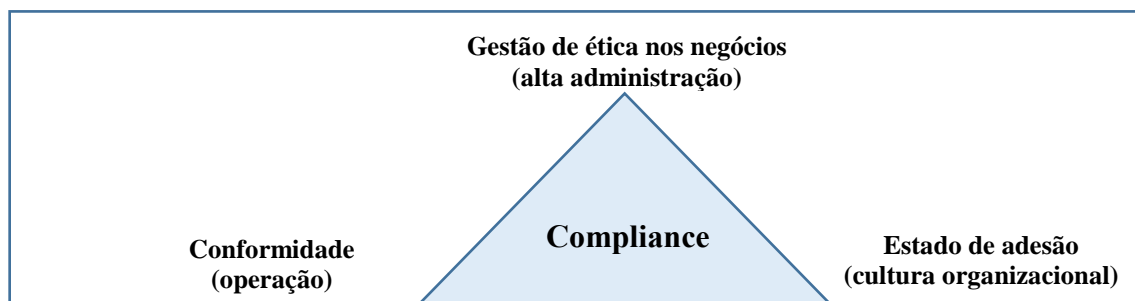 Gestão de ética nos negócios
(alta administração)
Compliance
Conformidade
(operação)
Estado de adesão
(cultura organizacional)